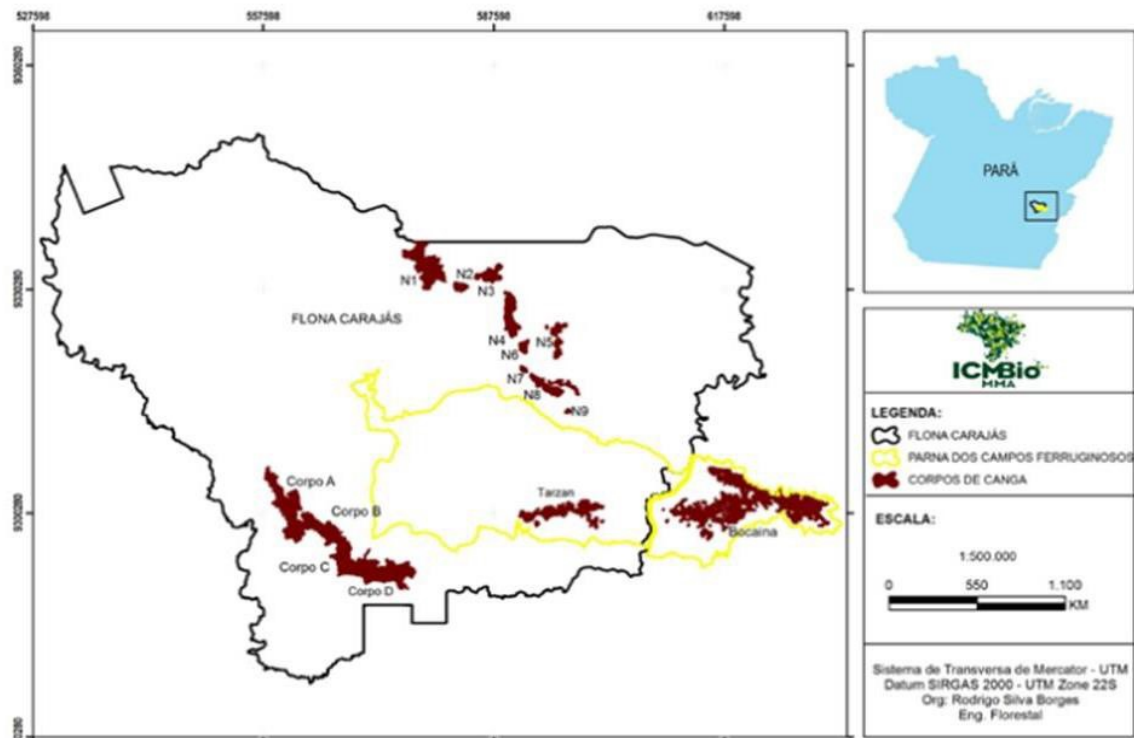 527598 557598 587598 617598
9360280
9330280
9300280
0280
N1
N2
N3
FLONA CARAJÁS
N4
N5
N6
N7
N8
N9
Corpo A
Corpo B
Corpo C
Corpo D
Tarzan
Bocaina
PARÁ
ICMBio
MMA
LEGENDA:
FLONA CARAJÁS
PARNA DOS CAMPOS FERRUGINOSOS
CORPOS DE CANGA
ESCALA:
1:500.000
0 550 1.100
KM
Sistema de Transversa de Mercator - UTM
Datum SIRGAS 2000 - UTM Zone 22S
Org: Rodrigo Silva Borges
Eng. Florestal